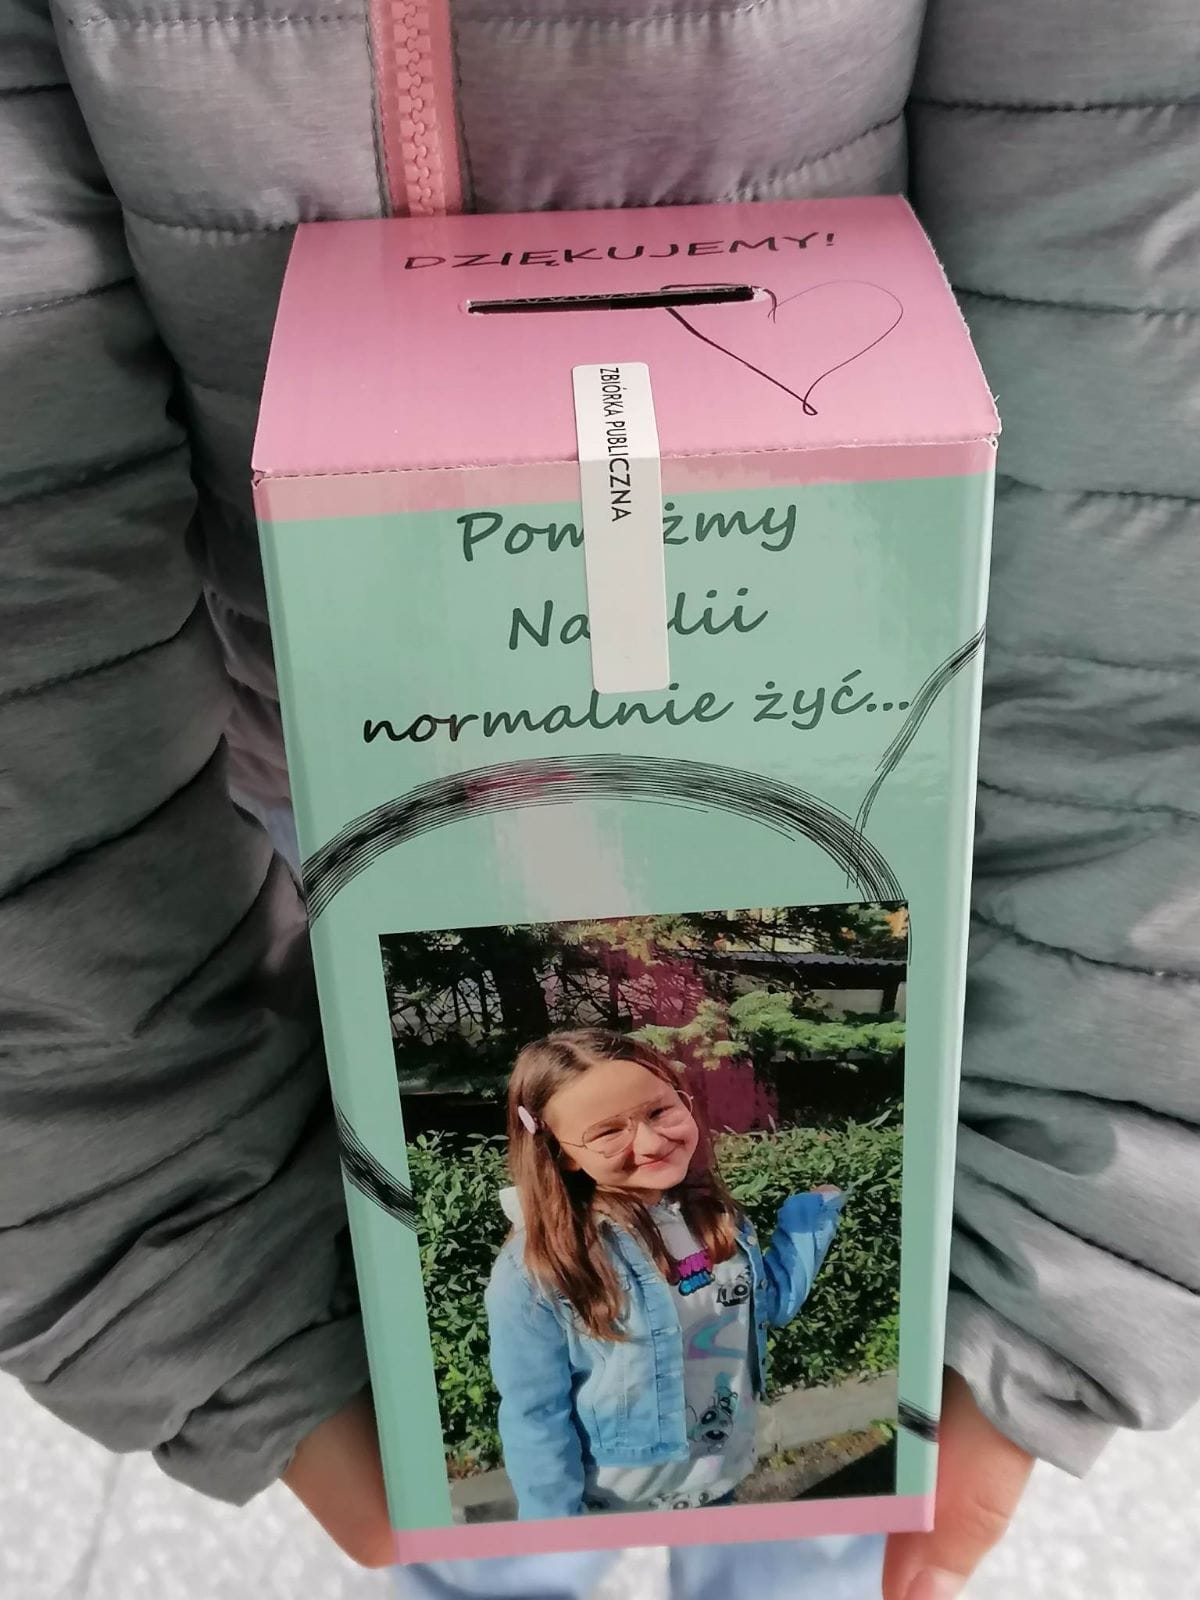 DZIĘKUJEMY!
ZBIÓRKA PUBLICZNA
normalnie żyć...